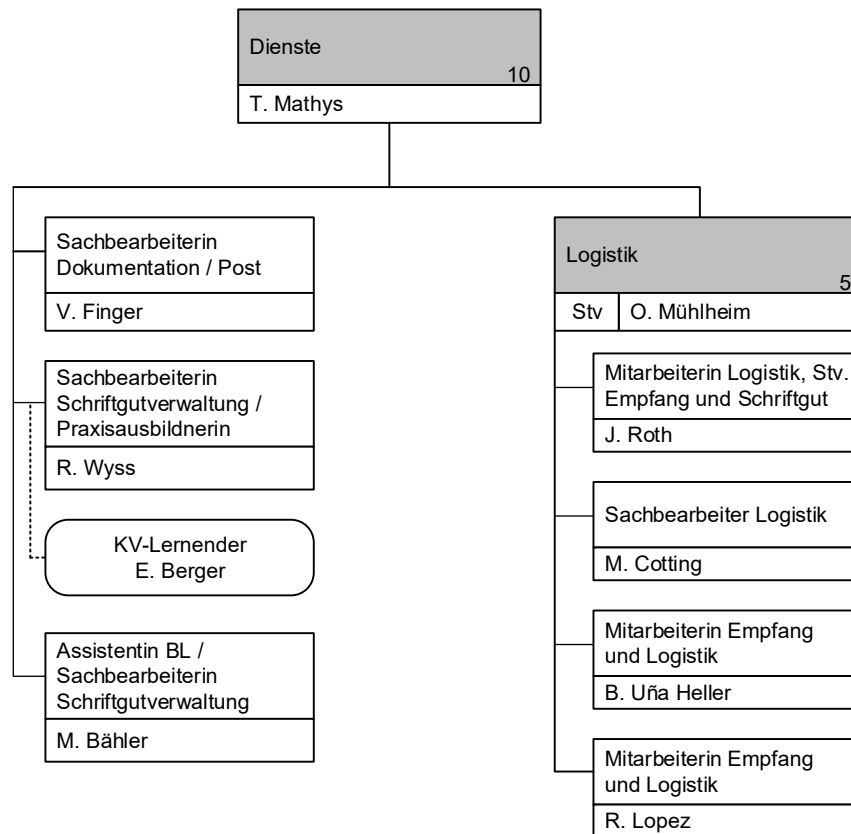 Dienste
10
T. Mathys
Sachbearbeiterin
Dokumentation / Post
V. Finger
Sachbearbeiterin
Schriftgutverwaltung /
Praxisausbildnerin
R. Wyss
KV-Lernender
E. Berger
Assistentin BL /
Sachbearbeiterin
Schriftgutverwaltung
M. Bähler
Logistik
5
Stv O. Mühlheim
Mitarbeiterin Logistik, Stv.
Empfang und Schriftgut
J. Roth
Sachbearbeiter Logistik
M. Cotting
Mitarbeiterin Empfang
und Logistik
B. Uña Heller
Mitarbeiterin Empfang
und Logistik
R. Lopez